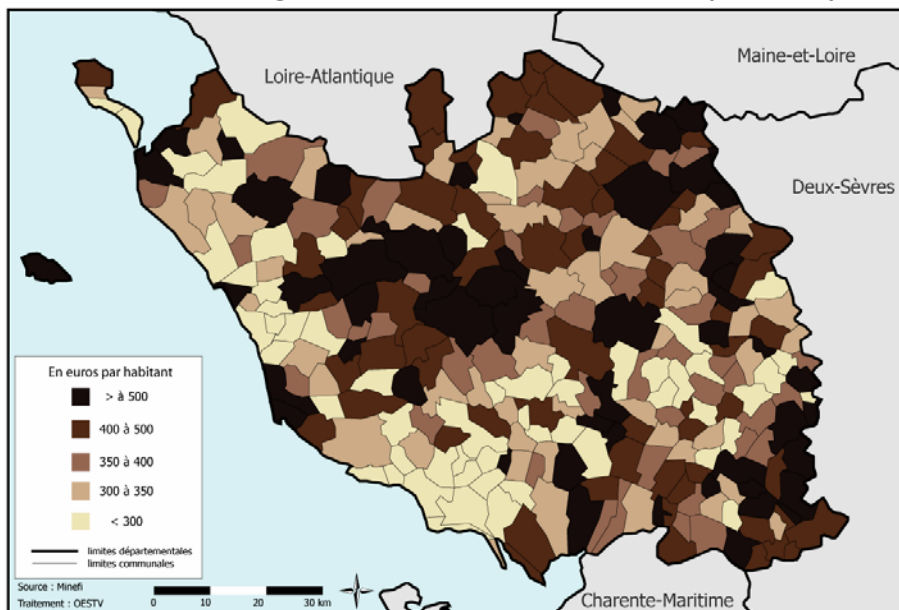 Loire-Atlantique
Maine-et-Loire
Deux-Sèvres
En euros par habitant
> à 500
400 à 500
350 à 400
300 à 350
< 300
limites départementales
limites communales
Source : Minefi
Traitement : OESTV
0 10 20 30 km
Charente-Maritime